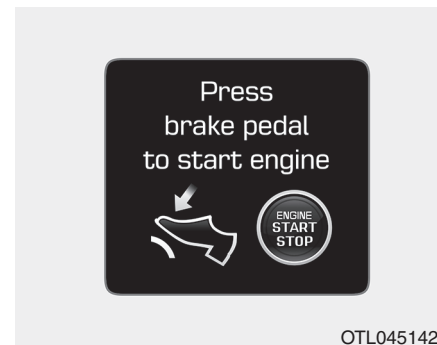 Press
brake pedal
to start engine
ENGINE
START
STOP
OTL045142